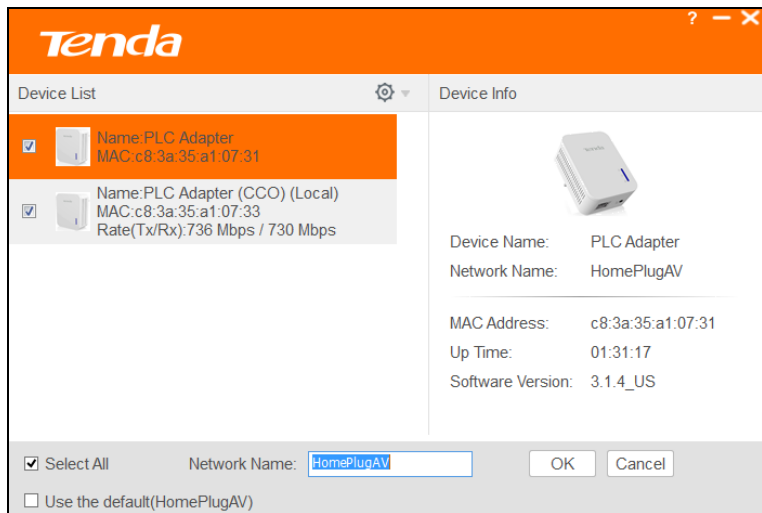 Tenda
?
Device List
Device Info
Name:PLC Adapter
MAC:c8:3a:35:a1:07:31
Name:PLC Adapter (CCO) (Local)
MAC:c8:3a:35:a1:07:33
Rate(Tx/Rx):736 Mbps / 730 Mbps
Device Name: PLC Adapter
Network Name: HomePlugAV
MAC Address: c8:3a:35:a1:07:31
Up Time: 01:31:17
Software Version: 3.1.4_US
Select All Network Name: HomePlugAV OK Cancel
Use the default(HomePlugAV)